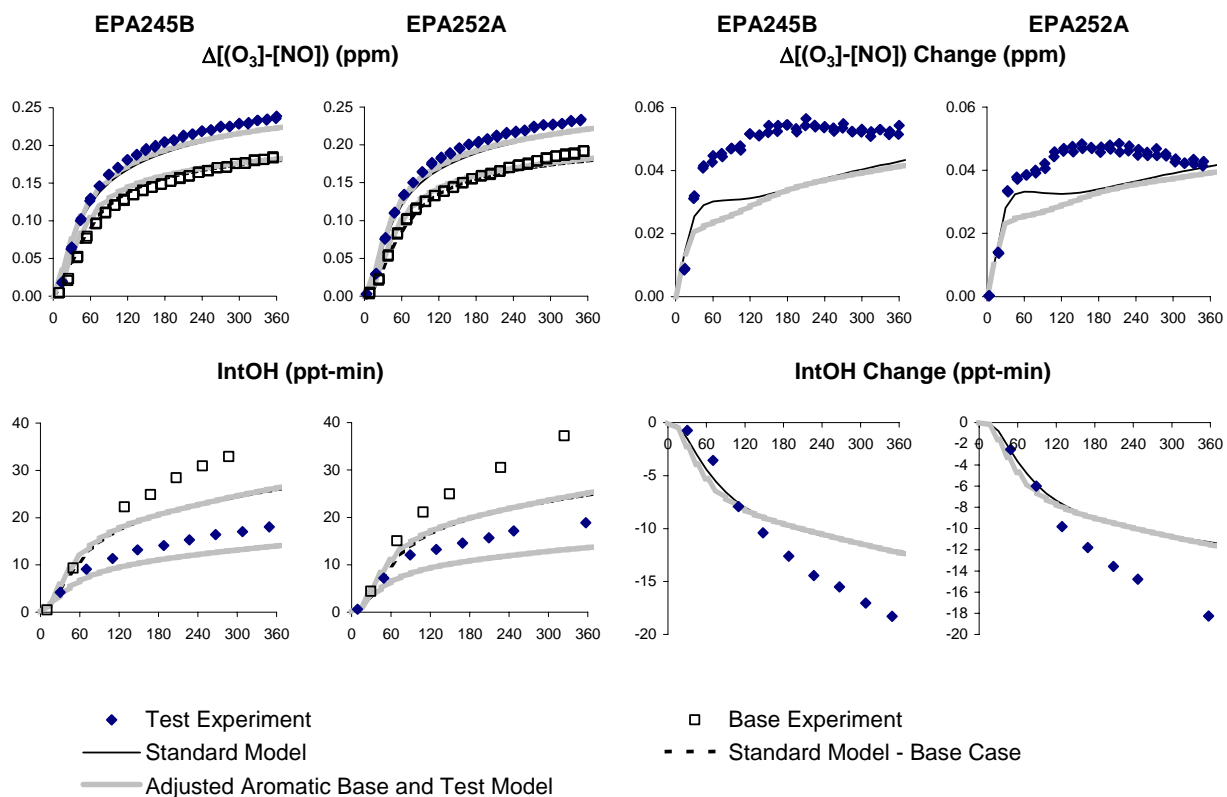 EPA245B EPA252A EPA245B EPA252A
Δ[(O₃]-[NO]) (ppm) Δ[(O₃]-[NO]) Change (ppm)
0.25 0.25 0.06 0.06
0.20 0.20
0.15 0.15 0.04 0.04
0.10 0.10 0.02 0.02
0.05 0.05
0.00 0.00 0.00 0.00
0 60 120 180 240 300 360 0 60 120 180 240 300 360 0 60 120 180 240 300 360 0 60 120 180 240 300 360
IntOH (ppt-min) IntOH Change (ppt-min)
40 40 0 0
0 60 120 180 240 300 360 0 60 120 180 240 300 360
-2
30 30 -5 -4
-6
-8
20 20 -10 -10
-12
10 10 -15 -14
-16
-18
0 0 -20 -20
0 60 120 180 240 300 360 0 60 120 180 240 300 360
Test Experiment Base Experiment
Standard Model Standard Model - Base Case
Adjusted Aromatic Base and Test Model